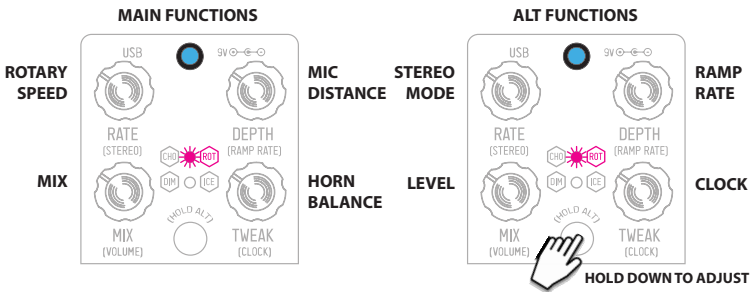 MAIN FUNCTIONS
USB
9V
ROTARY
SPEED
MIC
DISTANCE
RATE
(STEREO)
DEPTH
(RAMP RATE)
CHO
ROT
DIM
ICE
MIX
HORN
BALANCE
(HOLD ALT)
MIX
(VOLUME)
TWEAK
(CLOCK)
ALT FUNCTIONS
USB
9V
STEREO
MODE
RAMP
RATE
RATE
(STEREO)
DEPTH
(RAMP RATE)
CHO
ROT
DIM
ICE
LEVEL
CLOCK
(HOLD ALT)
MIX
(VOLUME)
TWEAK
(CLOCK)
HOLD DOWN TO ADJUST